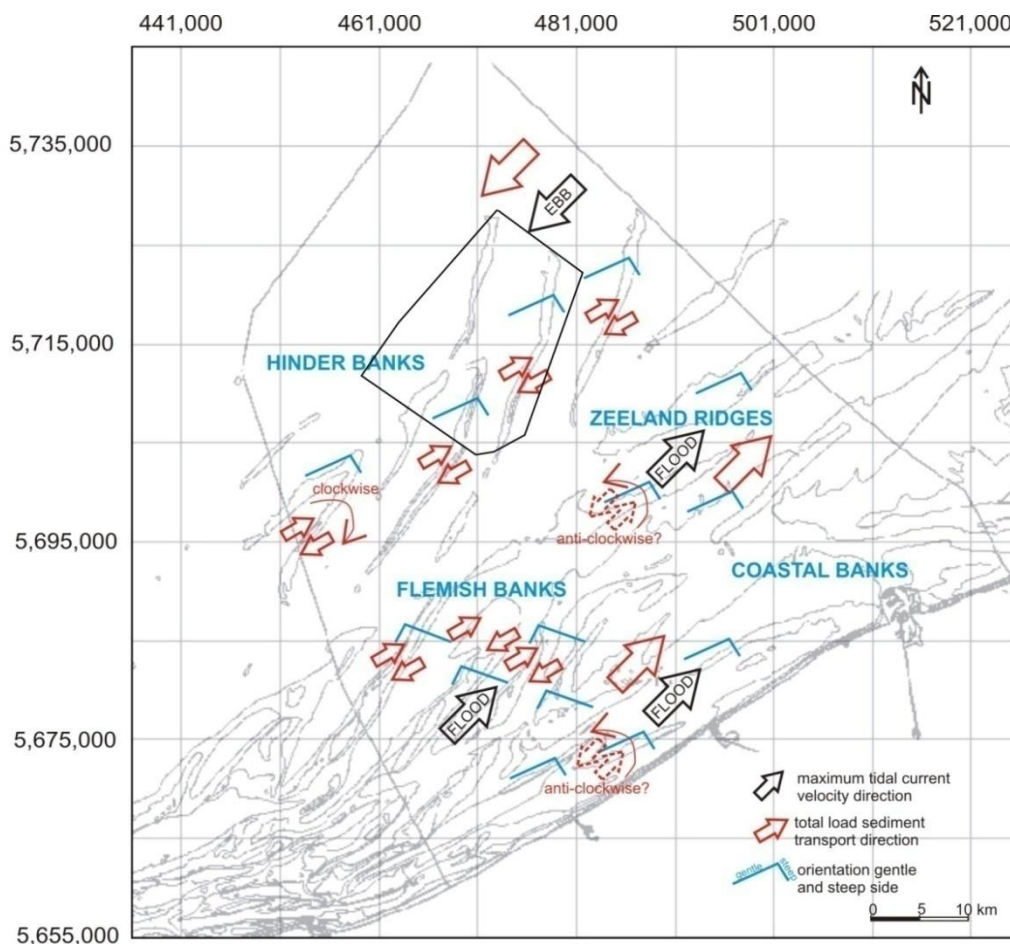 441,000 461,000 481,000 501,000 521,000
N
5,735,000
EBB
5,715,000
HINDER BANKS
ZEELAND RIDGES
FLOOD
clockwise
5,695,000
anti-clockwise?
COASTAL BANKS
FLEMISH BANKS
FLOOD
FLOOD
5,675,000
anti-clockwise?
maximum tidal current
velocity direction
total load sediment
transport direction
gentle steep
orientation gentle
and steep side
0 5 10 km
5,655,000